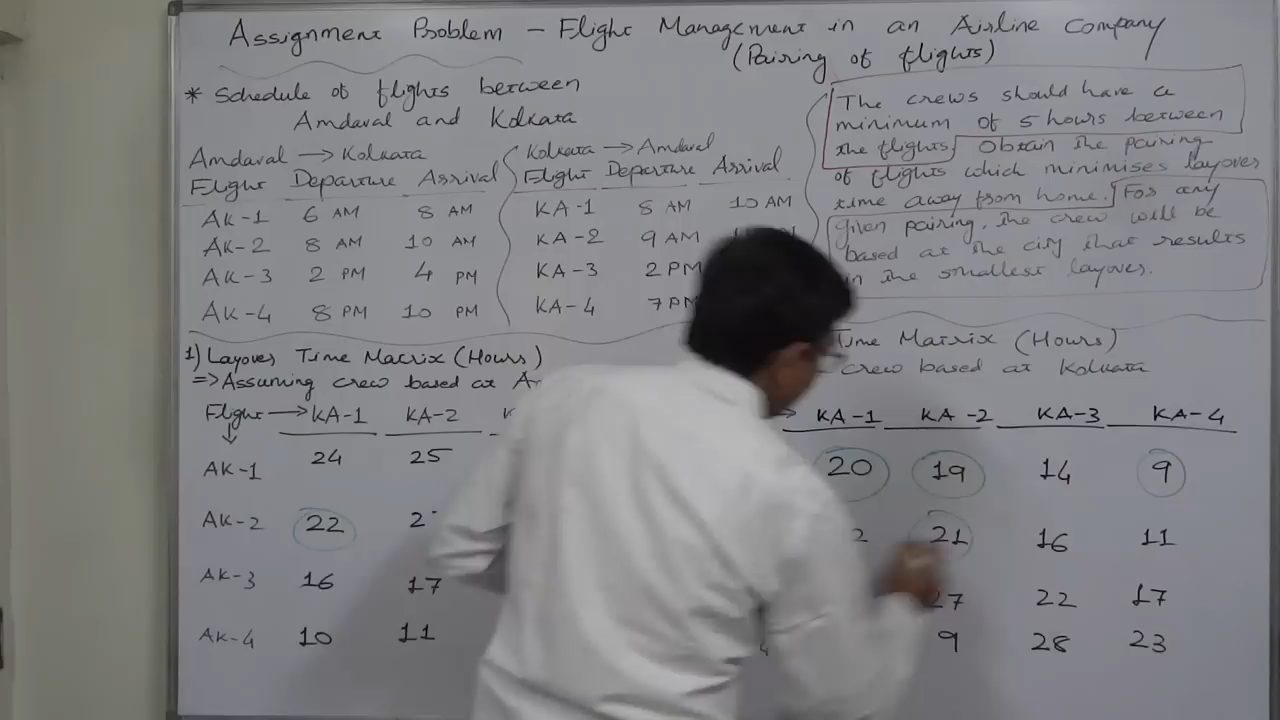 Assignment Problem – Flight Management in an Airline Company
(Pairing of flights)
* Schedule of flights between
Amdaval and Kolkata
Amdaval → Kolkata
Flight Departure Arrival
AK-1 6 AM 8 AM
AK-2 8 AM 10 AM
AK-3 2 PM 4 PM
AK-4 8 PM 10 PM
Kolkata → Amdaval
Flight Departure Arrival
KA-1 8 AM 10 AM
KA-2 9 AM
KA-3 2 PM
KA-4 7 PM
The crews should have a
minimum of 5 hours between
the flights. Obtain the pairing
of flights which minimises layover
time away from home. For any
given pairing, the crew will be
based at the city that results
in the smallest layover.
1) Layover Time Matrix (Hours)
=> Assuming crew based at
Flight → KA-1 KA-2
↓
AK-1 24 25
AK-2 22
AK-3 16 17
AK-4 10 11
Time Matrix (Hours)
crew based at Kolkata
KA-1 KA-2 KA-3 KA-4
20 19 14 9
21 16 11
27 22 17
9 28 23